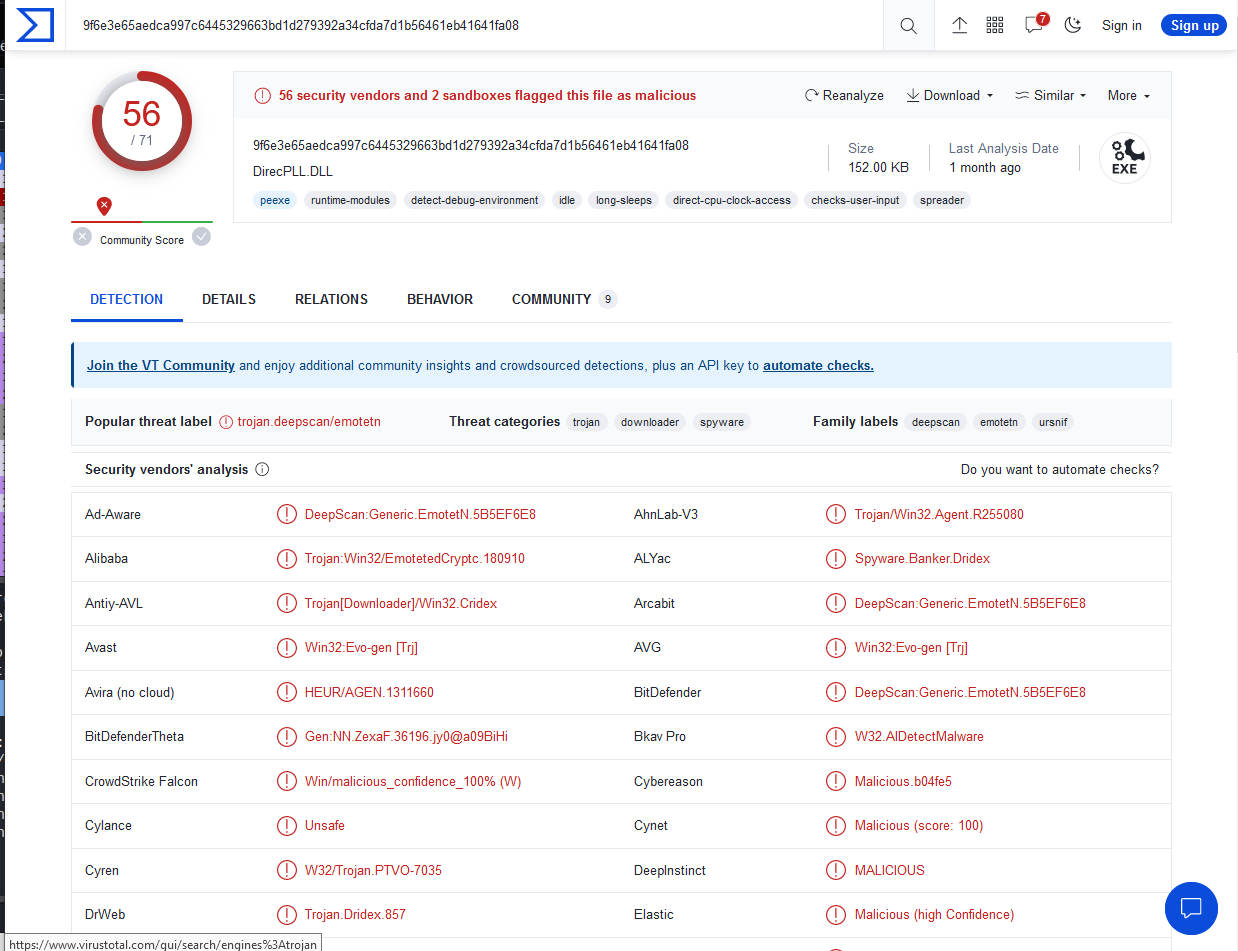 9f6e3e65aedca997c6445329663bd1d279392a34cfda7d1b56461eb41641fa08
7
Sign in
Sign up
56
/ 71
Community Score
56 security vendors and 2 sandboxes flagged this file as malicious
Reanalyze
Download
Similar
More
9f6e3e65aedca997c6445329663bd1d279392a34cfda7d1b56461eb41641fa08
DirecPLL.DLL
Size
152.00 KB
Last Analysis Date
1 month ago
EXE
peexe runtime-modules detect-debug-environment idle long-sleeps direct-cpu-clock-access checks-user-input spreader
DETECTION DETAILS RELATIONS BEHAVIOR COMMUNITY 9
Join the VT Community and enjoy additional community insights and crowdsourced detections, plus an API key to automate checks.
Popular threat label trojan.deepscan/emotetn Threat categories trojan downloader spyware Family labels deepscan emotetn ursnif
Security vendors' analysis Do you want to automate checks?
Ad-Aware DeepScan:Generic.EmotetN.5B5EF6E8 AhnLab-V3 Trojan/Win32.Agent.R255080
Alibaba Trojan:Win32/EmotetedCryptc.180910 ALYac Spyware.Banker.Dridex
Antiy-AVL Trojan[Downloader]/Win32.Cridex Arcabit DeepScan:Generic.EmotetN.5B5EF6E8
Avast Win32:Evo-gen [Trj] AVG Win32:Evo-gen [Trj]
Avira (no cloud) HEUR/AGEN.1311660 BitDefender DeepScan:Generic.EmotetN.5B5EF6E8
BitDefenderTheta Gen:NN.ZexaF.36196.jy0@a09BiHi Bkav Pro W32.AIDetectMalware
CrowdStrike Falcon Win/malicious_confidence_100% (W) Cybereason Malicious.b04fe5
Cylance Unsafe Cynet Malicious (score: 100)
Cyren W32/Trojan.PTVO-7035 DeepInstinct MALICIOUS
DrWeb Trojan.Dridex.857 Elastic Malicious (high Confidence)
https://www.virustotal.com/gui/search/engines%3Atrojan